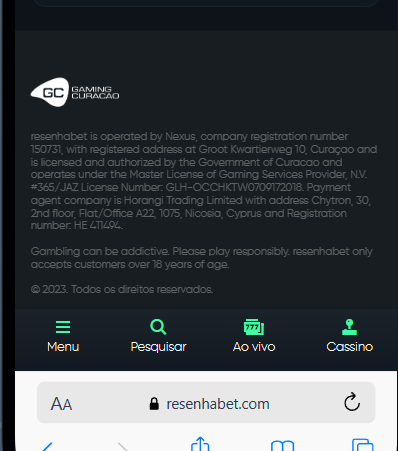 GC GAMING
CURACAO
resenhabet is operated by Nexus, company registration number
150731, with registered address at Groot Kwartierweg 10, Curaçao and
is licensed and authorized by the Government of Curacao and
operates under the Master License of Gaming Services Provider, N.V.
#365/JAZ License Number: GLH-OCCHKTW0709172018. Payment
agent company is Horangi Trading Limited with address Chytron, 30,
2nd floor, Flat/Office A22, 1075, Nicosia, Cyprus and Registration
number: HE 411494.
Gambling can be addictive. Please play responsibly. resenhabet only
accepts customers over 18 years of age.
© 2023. Todos os direitos reservados.
777
Menu Pesquisar Ao vivo Cassino
AA resenhabet.com